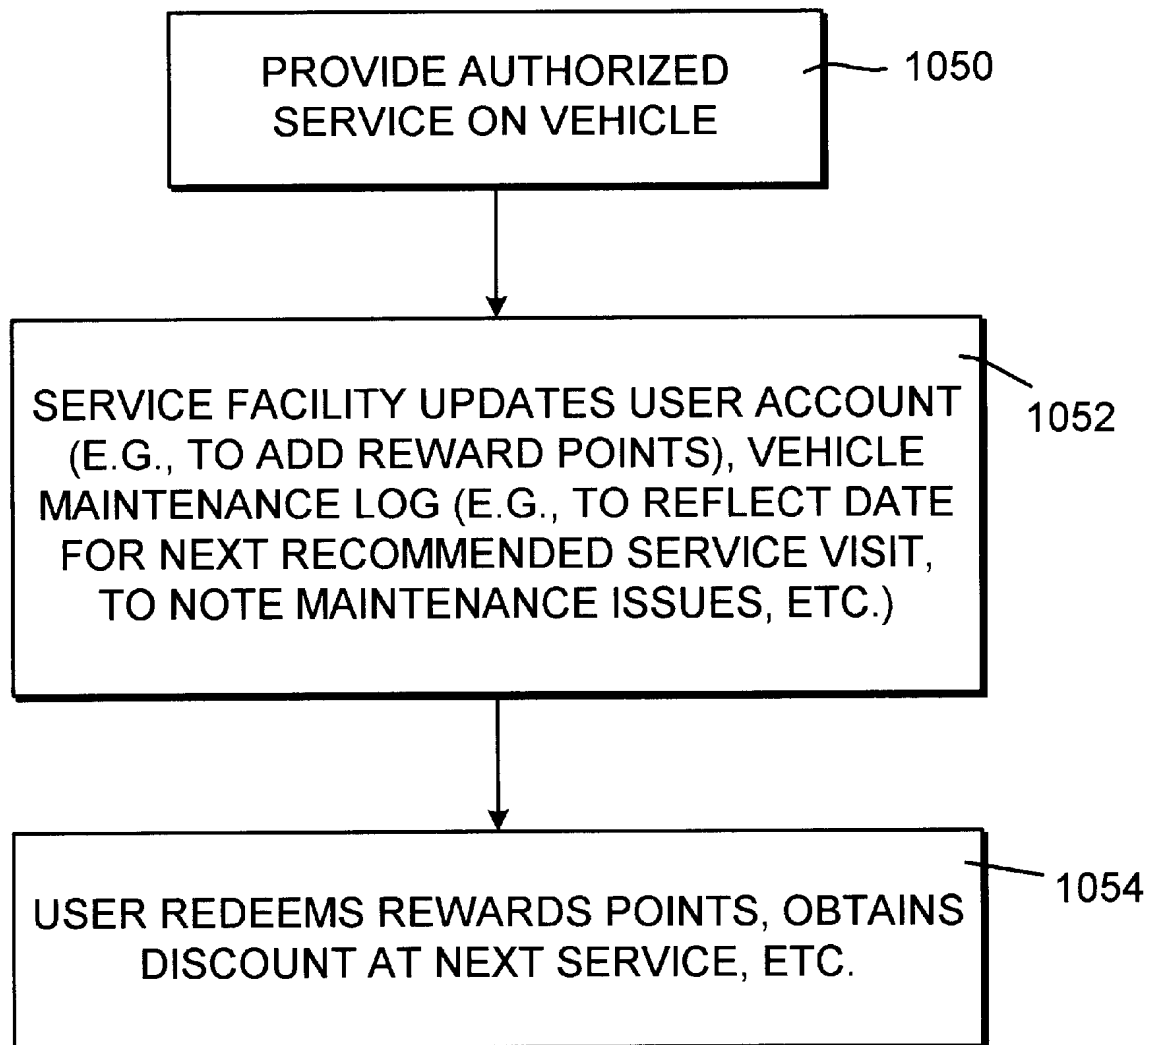 PROVIDE AUTHORIZED
SERVICE ON VEHICLE
1050
SERVICE FACILITY UPDATES USER ACCOUNT
(E.G., TO ADD REWARD POINTS), VEHICLE
MAINTENANCE LOG (E.G., TO REFLECT DATE
FOR NEXT RECOMMENDED SERVICE VISIT,
TO NOTE MAINTENANCE ISSUES, ETC.)
1052
USER REDEEMS REWARDS POINTS, OBTAINS
DISCOUNT AT NEXT SERVICE, ETC.
1054